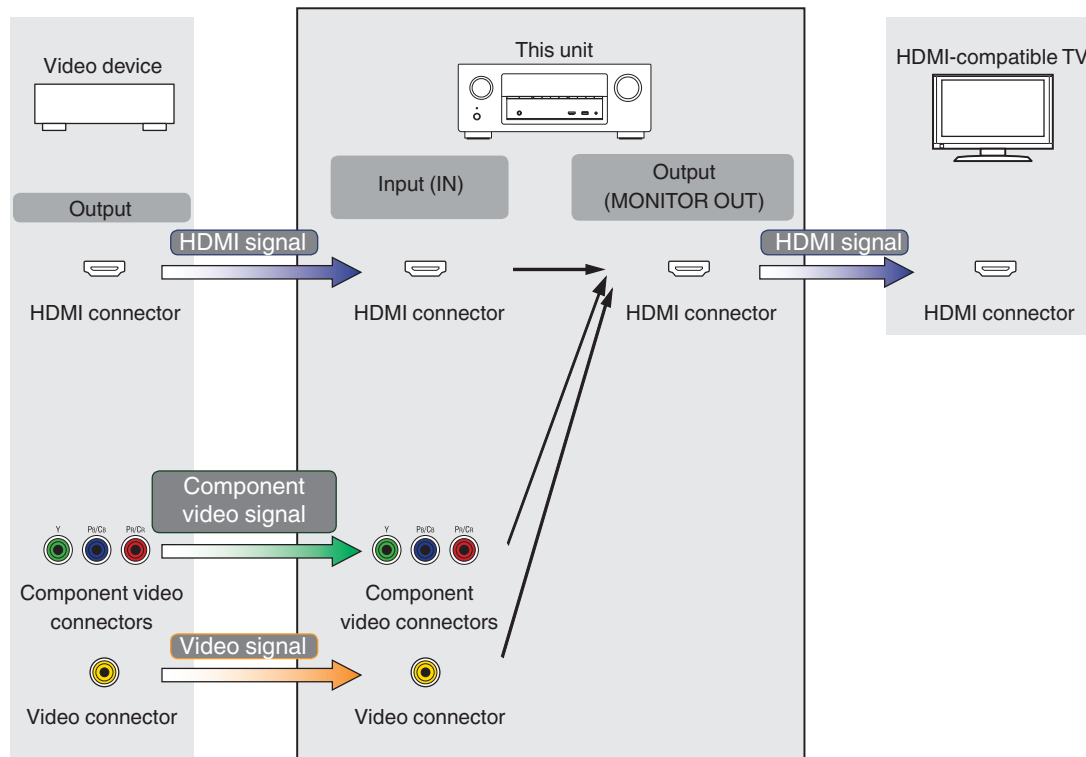 Video device
This unit
HDMI-compatible TV
Output
Input (IN)
Output
(MONITOR OUT)
HDMI signal
HDMI signal
HDMI connector
HDMI connector
HDMI connector
HDMI connector
Component
video signal
Y PB/CB PR/CR
Y PB/CB PR/CR
Component video
connectors
Component
video connectors
Video signal
Video connector
Video connector